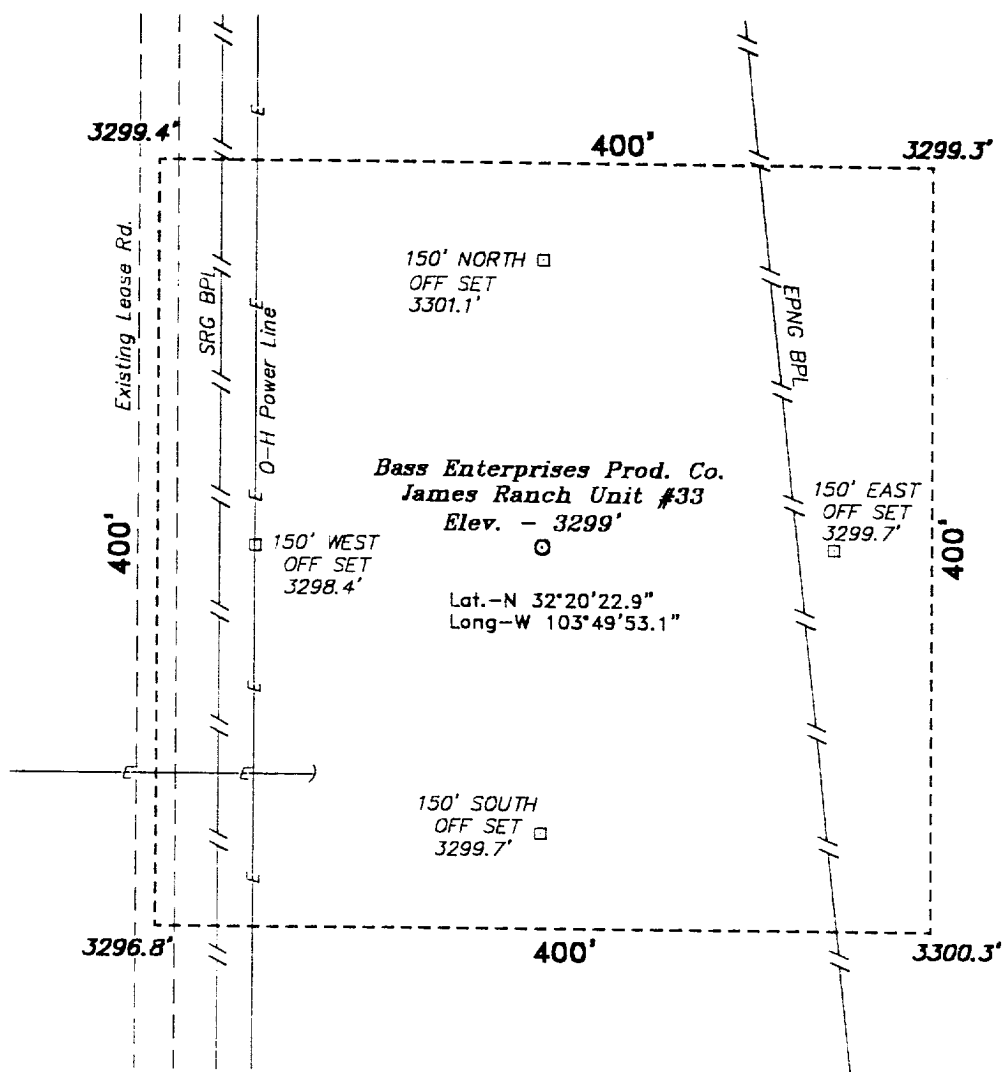 3299.4'
400'
3299.3'
Existing Lease Rd.
SRG BPL
O-H Power Line
EPNG BPL
E
150' NORTH
OFF SET
3301.1'
E
Bass Enterprises Prod. Co.
James Ranch Unit #33
Elev. - 3299'
150' EAST
OFF SET
3299.7'
E
400'
150' WEST
OFF SET
3298.4'
400'
Lat.-N 32°20'22.9"
Long-W 103°49'53.1"
E
E
E
150' SOUTH
OFF SET
3299.7'
E
3296.8'
400'
3300.3'